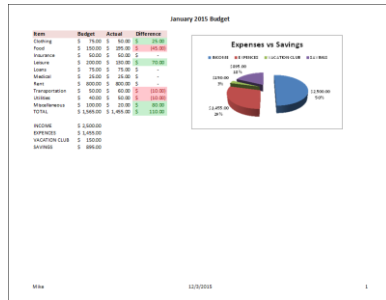 January 2015 Budget
Item Budget Actual Difference
Clothing $ 75.00 $ 50.00 $ 25.00
Food $ 150.00 $ 195.00 $ (45.00)
Insurance $ 50.00 $ 50.00 $ -
Leisure $ 200.00 $ 130.00 $ 70.00
Loans $ 75.00 $ 75.00 $ -
Medical $ 25.00 $ 25.00 $ -
Rent $ 800.00 $ 800.00 $ -
Transportation $ 50.00 $ 60.00 $ (10.00)
Utilities $ 40.00 $ 50.00 $ (10.00)
Miscellaneous $ 100.00 $ 20.00 $ 80.00
TOTAL $ 1,565.00 $ 1,455.00 $ 110.00
INCOME $ 2,500.00
EXPENCES $ 1,455.00
VACATION CLUB $ 150.00
SAVINGS $ 895.00
Expenses vs Savings
INCOME EXPENCES VACATION CLUB SAVINGS
Mike 12/3/2015 1